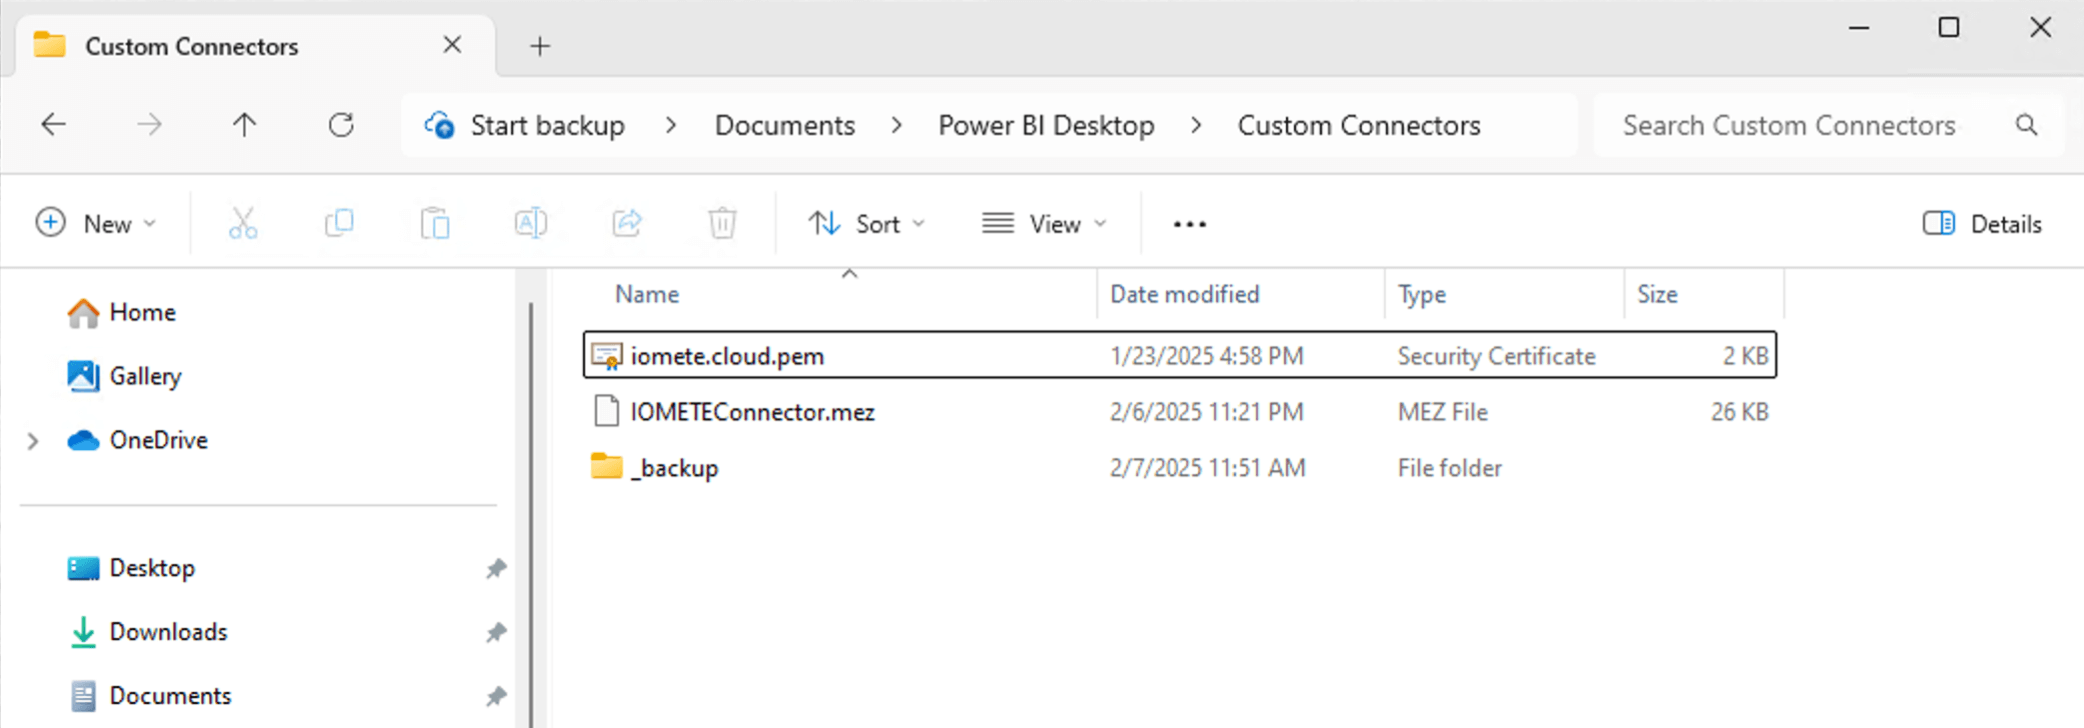 Custom Connectors
Start backup > Documents > Power BI Desktop > Custom Connectors
Search Custom Connectors
New
Sort
View
Details
Home
Gallery
OneDrive
Desktop
Downloads
Documents
Name Date modified Type Size
iomete.cloud.pem 1/23/2025 4:58 PM Security Certificate 2 KB
IOMETEConnector.mez 2/6/2025 11:21 PM MEZ File 26 KB
_backup 2/7/2025 11:51 AM File folder